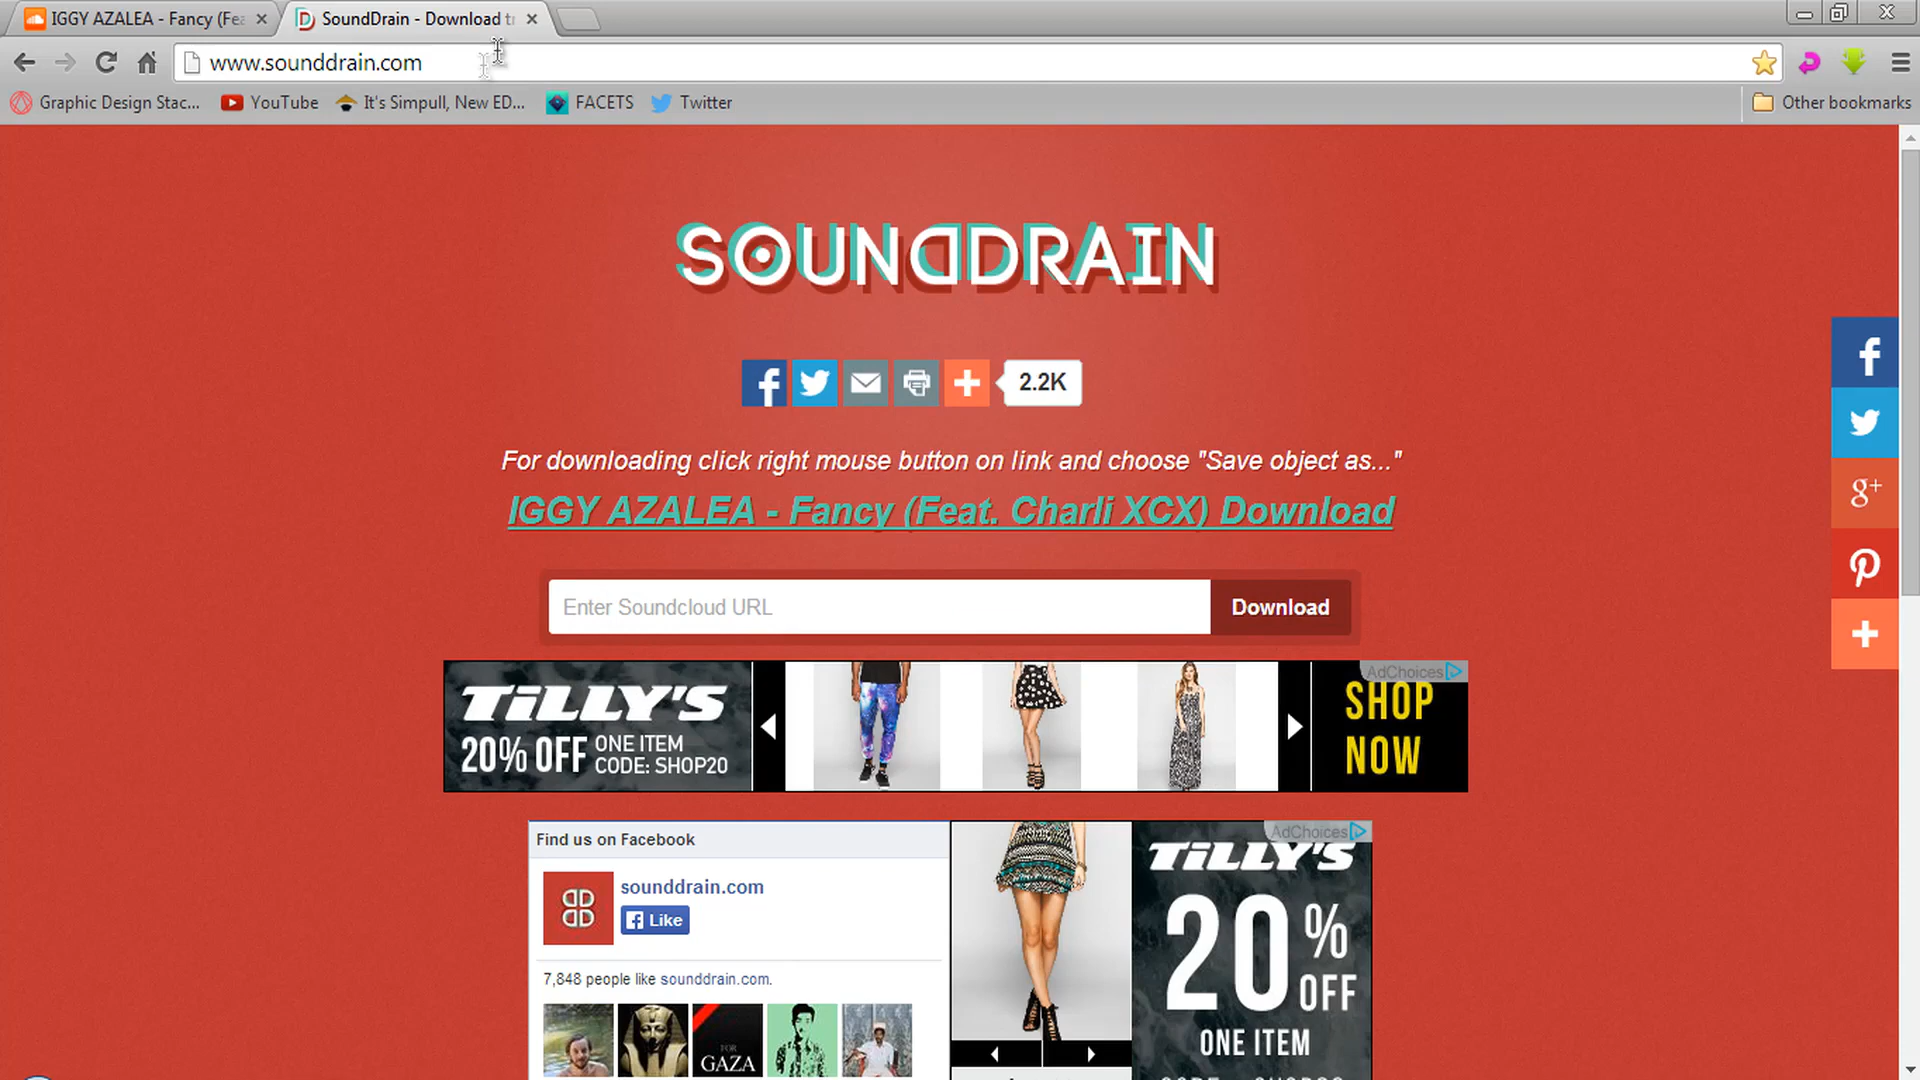 IGGY AZALEA - Fancy (Fea
SoundDrain - Download tr
www.sounddrain.com
Graphic Design Stac...
YouTube
It's Simpull, New ED...
FACETS
Twitter
Other bookmarks
SOUNDDRAIN
2.2K
For downloading click right mouse button on link and choose "Save object as..."
IGGY AZALEA - Fancy (Feat. Charli XCX) Download
Enter Soundcloud URL
Download
TILLY'S
20% OFF ONE ITEM CODE: SHOP20
AdChoices
SHOP
NOW
Find us on Facebook
sounddrain.com
Like
7,848 people like sounddrain.com.
FOR
GAZA
AdChoices
TILLY'S
20% OFF
ONE ITEM